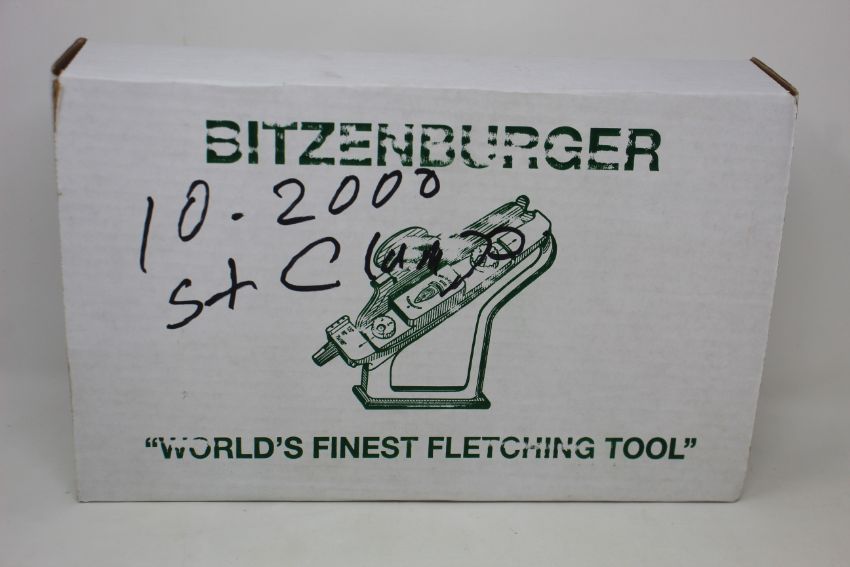 BITZENBURGER
10.2000
St C
"WORLD'S FINEST FLETCHING TOOL"